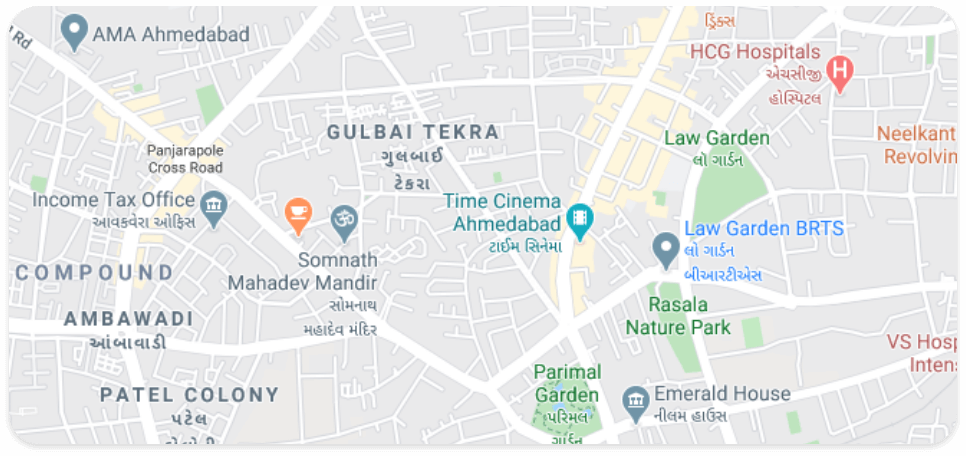 Rd
AMA Ahmedabad
ડ્રિંક્સ
HCG Hospitals
એચસીજી
હોસ્પિટલ
GULBAI TEKRA
ગુલબાઈ
ટેકરા
Law Garden
લૉ ગાર્ડન
Neelkant
Revolvin
Panjarapole
Cross Road
Income Tax Office
આવકવેરા ઑફિસ
Time Cinema
Ahmedabad
ટાઈમ સિનેમા
Law Garden BRTS
લૉ ગાર્ડન
બીઆરટીએસ
Somnath
Mahadev Mandir
સોમનાથ
મહાદેવ મંદિર
COMPOUND
AMBAWADI
આંબાવાડી
Rasala
Nature Park
VS Hosp
Intens
Parimal
Garden
પરિમલ
ગાર્ડન
Emerald House
નીલમ હાઉસ
PATEL COLONY
પટેલ